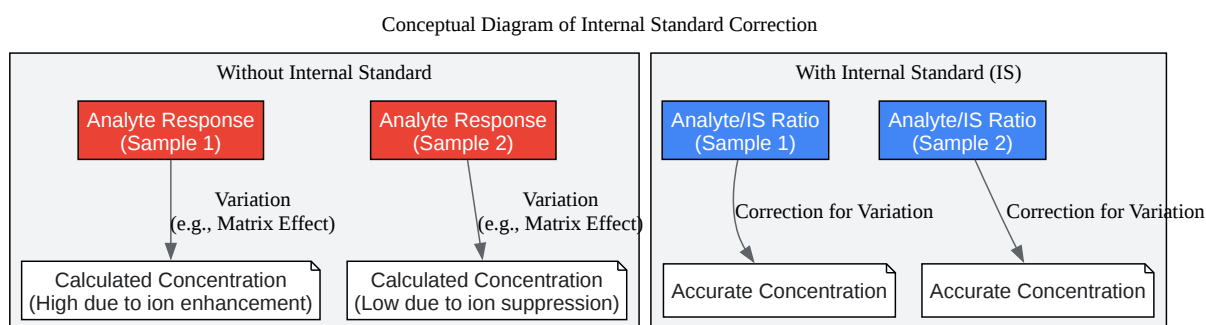 Conceptual Diagram of Internal Standard Correction
Without Internal Standard
Analyte Response
(Sample 1)
Analyte Response
(Sample 2)
Variation
(e.g., Matrix Effect)
Variation
(e.g., Matrix Effect)
Calculated Concentration
(High due to ion enhancement)
Calculated Concentration
(Low due to ion suppression)
With Internal Standard (IS)
Analyte/IS Ratio
(Sample 1)
Analyte/IS Ratio
(Sample 2)
Correction for Variation
Correction for Variation
Accurate Concentration
Accurate Concentration